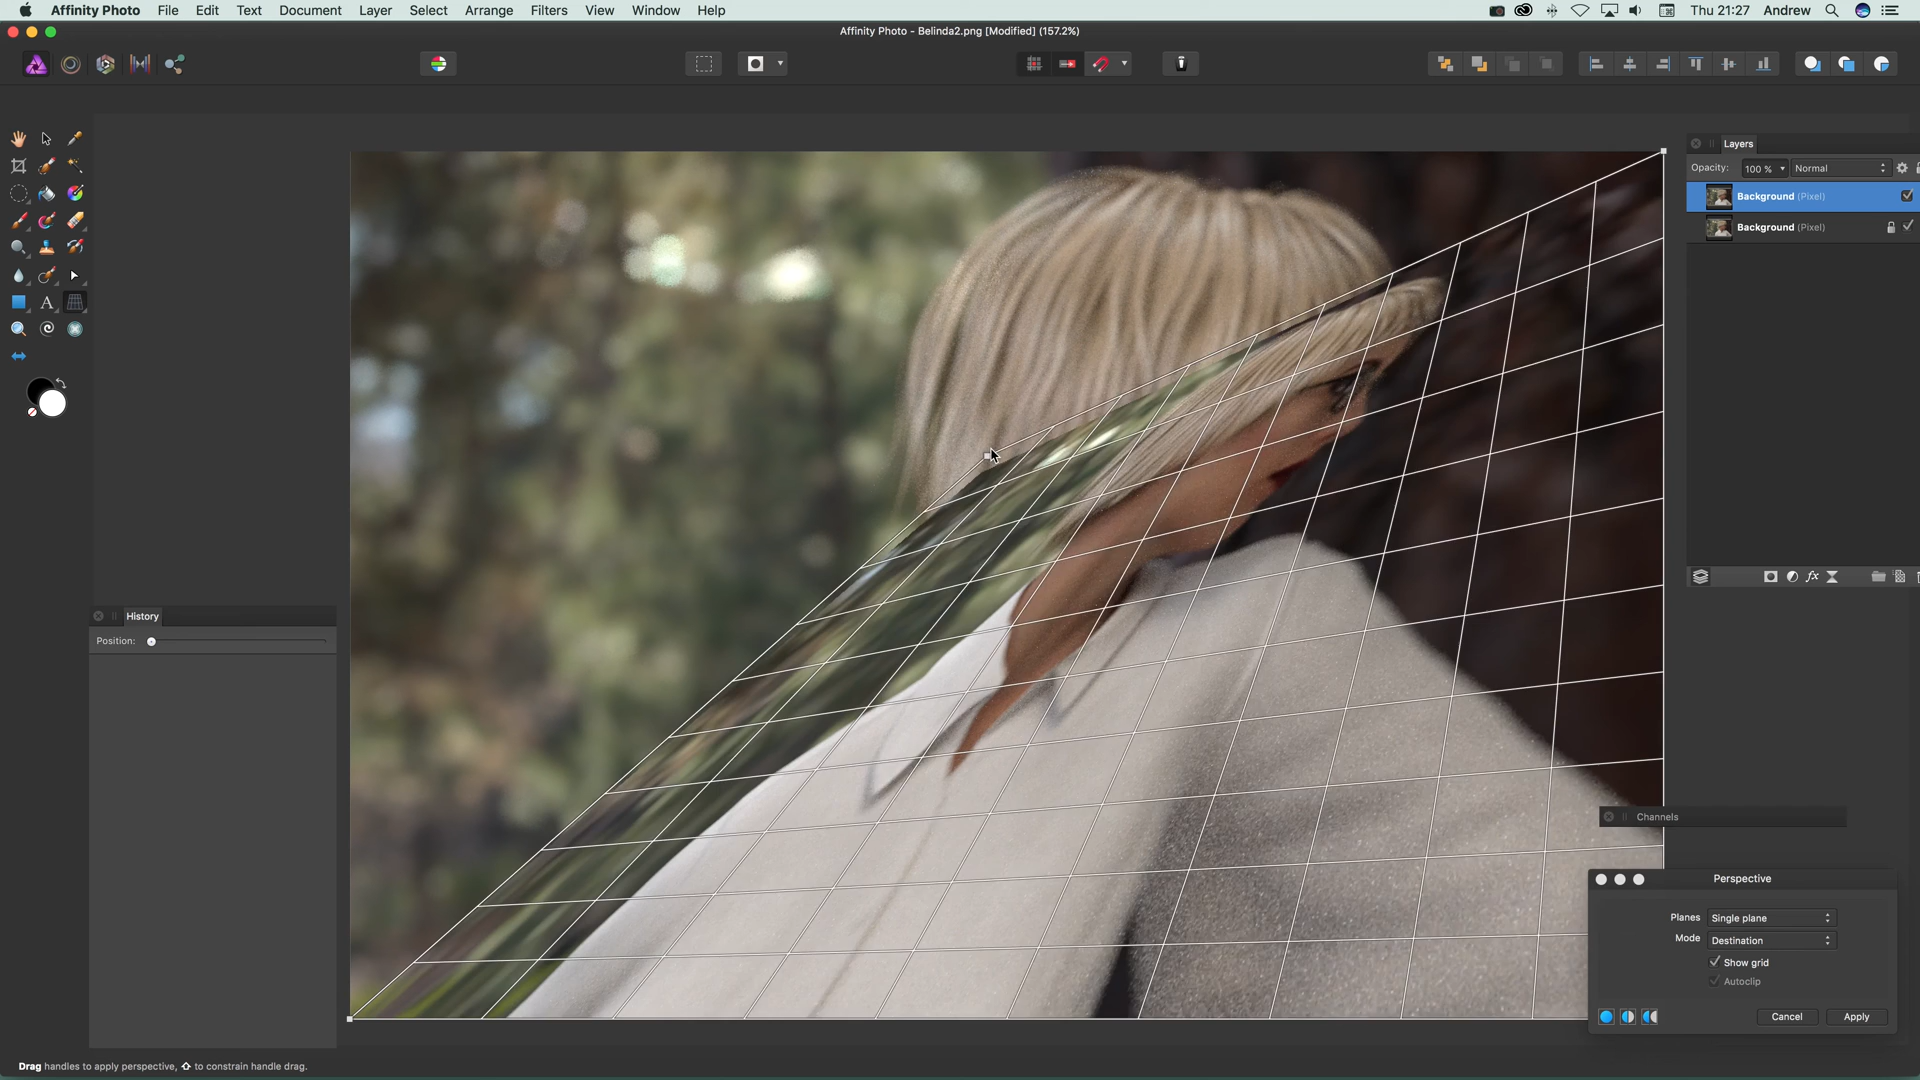 Affinity Photo File Edit Text Document Layer Select Arrange Filters View Window Help Thu 21:27 Andrew
Affinity Photo - Belinda2.png [Modified] (157.2%)
Layers
Opacity: 100 % Normal
Background (Pixel)
Background (Pixel)
fx
A
History
Position:
Channels
Perspective
Planes Single plane
Mode Destination
Show grid
Autoclip
Cancel Apply
Drag handles to apply perspective, to constrain handle drag.